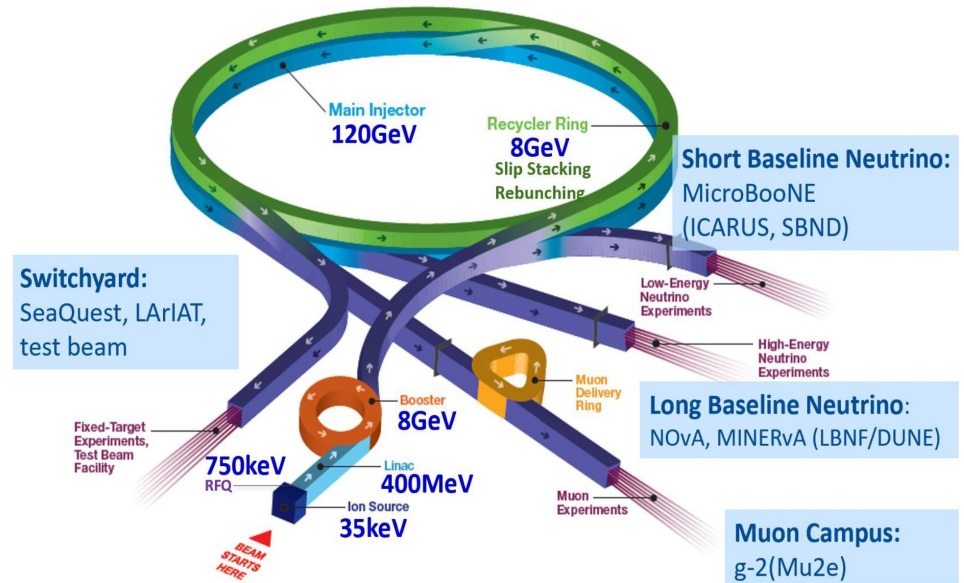 Main Injector
120GeV
Recycler Ring
8GeV
Slip Stacking
Rebunching
Short Baseline Neutrino:
MicroBooNE
(ICARUS, SBND)
Switchyard:
SeaQuest, LArIAT,
test beam
Low-Energy
Neutrino
Experiments
High-Energy
Neutrino
Experiments
Muon
Delivery
Ring
Booster
8GeV
Long Baseline Neutrino:
NOvA, MINERvA (LBNF/DUNE)
Fixed-Target
Experiments,
Test Beam
Facility
750keV
RFQ
Linac
400MeV
Ion Source
35keV
Muon
Experiments
BEAM
STARTS
HERE
Muon Campus:
g-2(Mu2e)